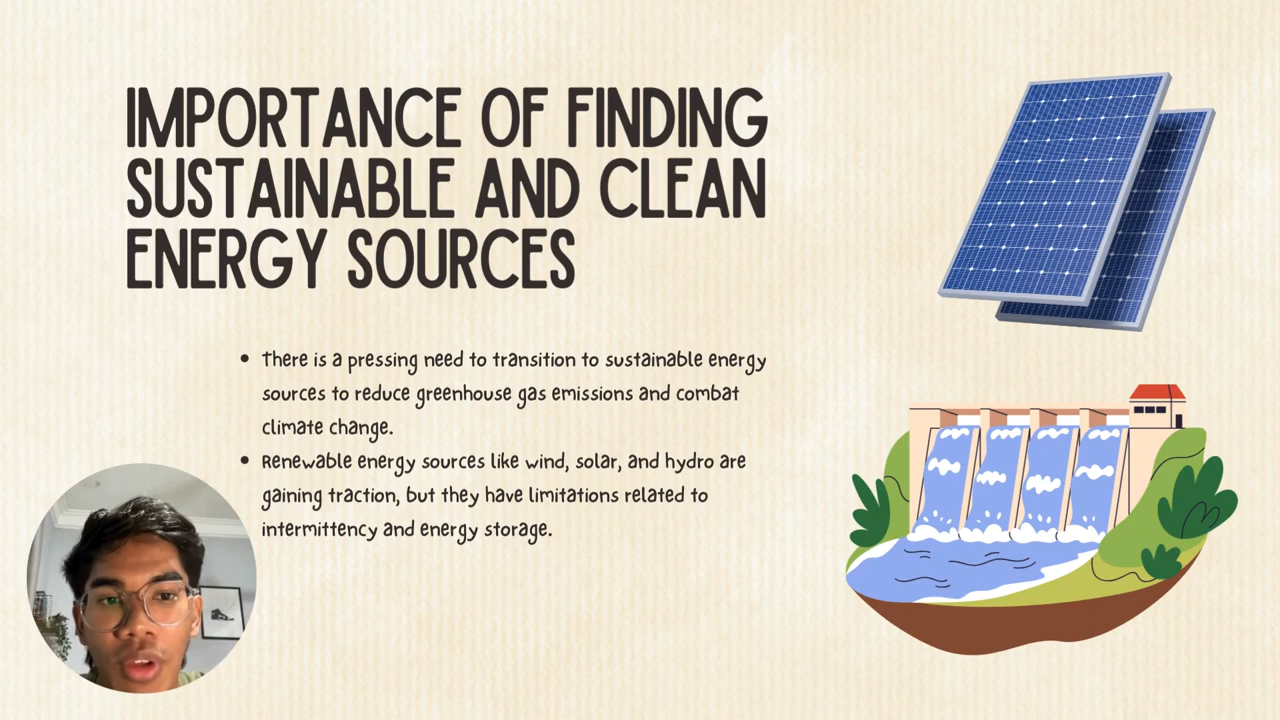 IMPORTANCE OF FINDING
SUSTAINABLE AND CLEAN
ENERGY SOURCES
• There is a pressing need to transition to sustainable energy
sources to reduce greenhouse gas emissions and combat
climate change.
• Renewable energy sources like wind, solar, and hydro are
gaining traction, but they have limitations related to
intermittency and energy storage.